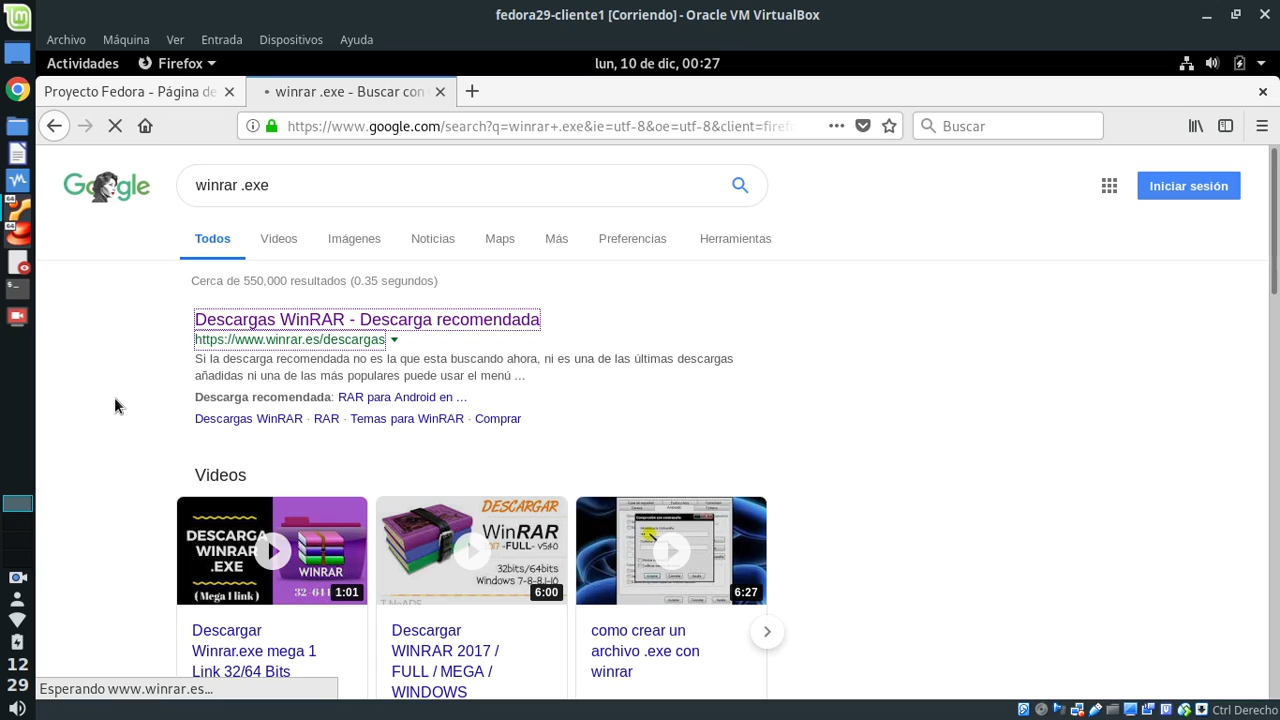 fedora29-cliente1 [Corriendo] - Oracle VM VirtualBox
Archivo Máquina Ver Entrada Dispositivos Ayuda
Actividades Firefox lun, 10 de dic, 00:27
Proyecto Fedora - Página de winrar .exe - Buscar con
https://www.google.com/search?q=winrar+.exe&ie=utf-8&oe=utf-8&client=firef Buscar
Google winrar .exe Iniciar sesión
Todos Videos Imágenes Noticias Maps Más Preferencias Herramientas
Cerca de 550,000 resultados (0.35 segundos)
Descargas WinRAR - Descarga recomendada
https://www.winrar.es/descargas
Si la descarga recomendada no es la que esta buscando ahora, ni es una de las últimas descargas
añadidas ni una de las más populares puede usar el menú ...
Descarga recomendada: RAR para Android en ...
Descargas WinRAR · RAR · Temas para WinRAR · Comprar
Videos
DESCARGA
WINRAR
.EXE
(Mega 1 link)
WINRAR
1:01
DESCARGAR
WinRAR
-FULL-
32bits/64bits
6:00
6:27
Descargar
Winrar.exe mega 1
Link 32/64 Bits
Descargar
WINRAR 2017 /
FULL / MEGA /
WINDOWS
como crear un
archivo .exe con
winrar
Esperando www.winrar.es...
12
29
Ctrl Derecho